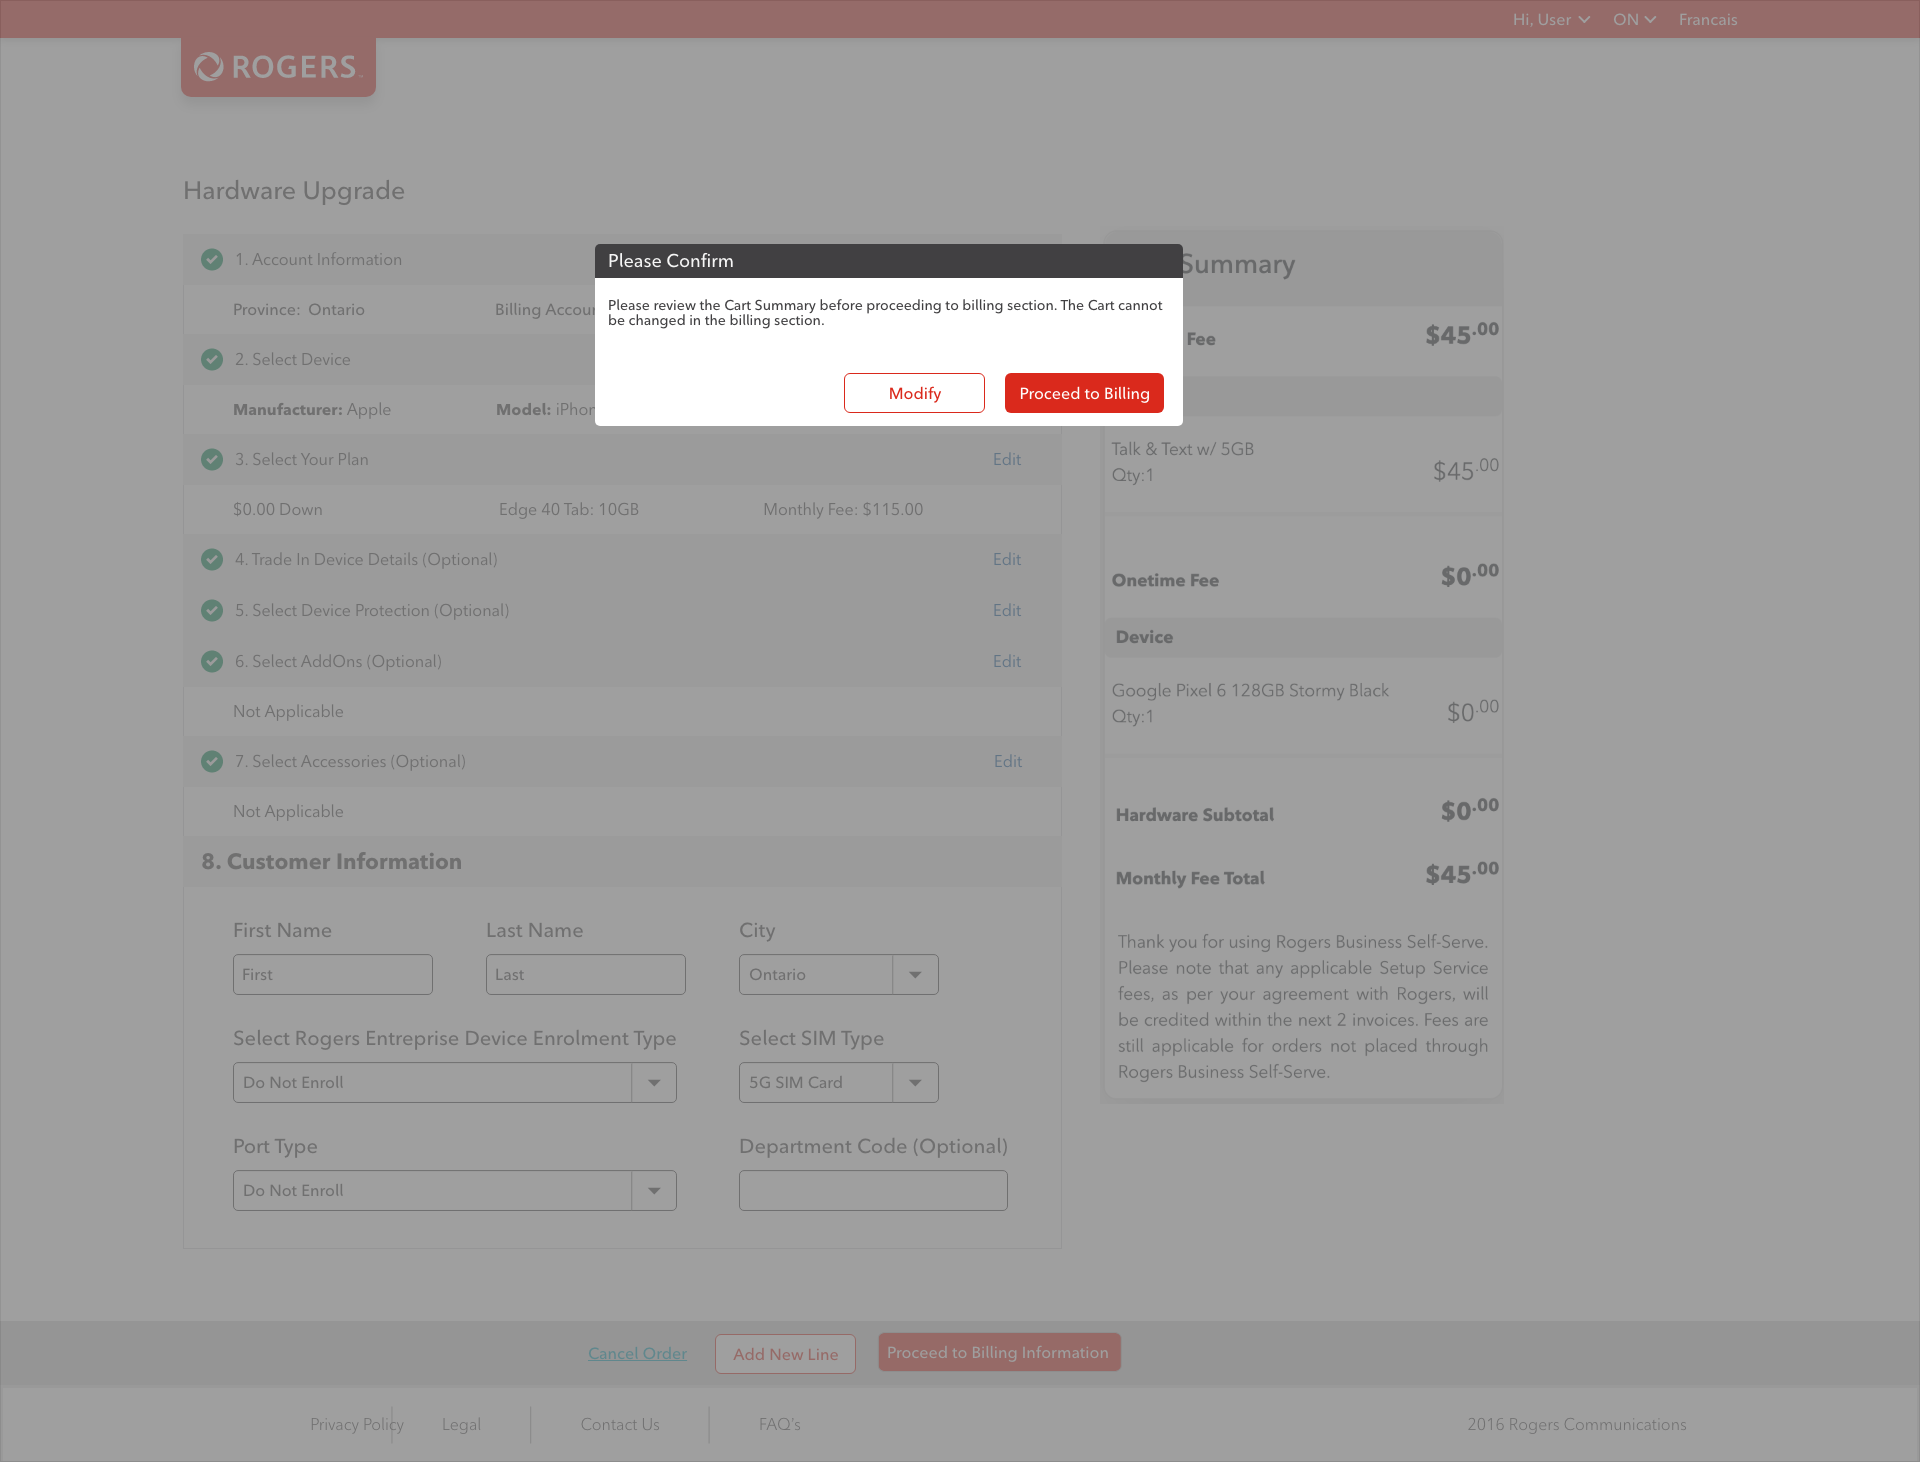 Hi, User
ON
Francais
ROGERS
Hardware Upgrade
1. Account Information
Province: Ontario
2. Select Device
Manufacturer: Apple
Model:
3. Select Your Plan
Edit
$0.00 Down
Edge 40 Tab: 10GB
Monthly Fee: $115.00
4. Trade In Device Details (Optional)
Edit
5. Select Device Protection (Optional)
Edit
6. Select AddOns (Optional)
Edit
Not Applicable
7. Select Accessories (Optional)
Edit
Not Applicable
8. Customer Information
First Name
Last Name
City
First
Last
Ontario
Select Rogers Entreprise Device Enrolment Type
Select SIM Type
Do Not Enroll
5G SIM Card
Port Type
Department Code (Optional)
Do Not Enroll
Please Confirm
Please review the Cart Summary before proceeding to billing section. The Cart cannot
be changed in the billing section.
Modify
Proceed to Billing
Summary
Fee
$45.00
Talk & Text w/ 5GB
Qty:1
$45.00
Onetime Fee
$0.00
Device
Google Pixel 6 128GB Stormy Black
Qty:1
$0.00
Hardware Subtotal
$0.00
Monthly Fee Total
$45.00
Thank you for using Rogers Business Self-Serve.
Please note that any applicable Setup Service
fees, as per your agreement with Rogers, will
be credited within the next 2 invoices. Fees are
still applicable for orders not placed through
Rogers Business Self-Serve.
Cancel Order
Add New Line
Proceed to Billing Information
Privacy Policy
Legal
Contact Us
FAQ's
2016 Rogers Communications